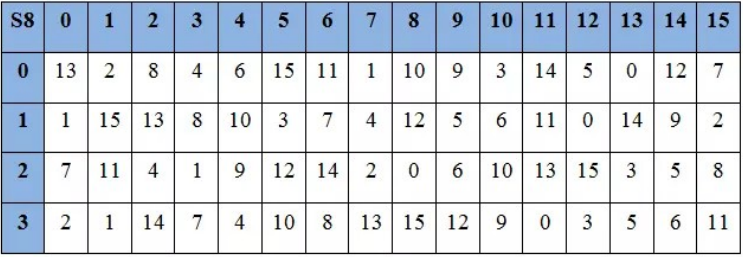 S8 0 1 2 3 4 5 6 7 8 9 10 11 12 13 14 15
0 13 2 8 4 6 15 11 1 10 9 3 14 5 0 12 7
1 1 15 13 8 10 3 7 4 12 5 6 11 0 14 9 2
2 7 11 4 1 9 12 14 2 0 6 10 13 15 3 5 8
3 2 1 14 7 4 10 8 13 15 12 9 0 3 5 6 11